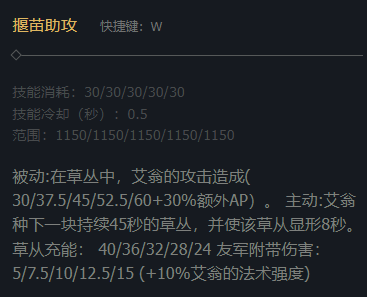 揠苗助攻 快捷键：W
技能消耗：30/30/30/30/30
技能冷却（秒）：0.5
范围：1150/1150/1150/1150/1150
被动:在草丛中，艾翁的攻击造成(
30/37.5/45/52.5/60+30%额外AP）。 主动:艾翁
种下一块持续45秒的草丛，并使该草丛显形8秒。
草从充能： 40/36/32/28/24 友军附带伤害：
5/7.5/10/12.5/15 (+10%艾翁的法术强度)